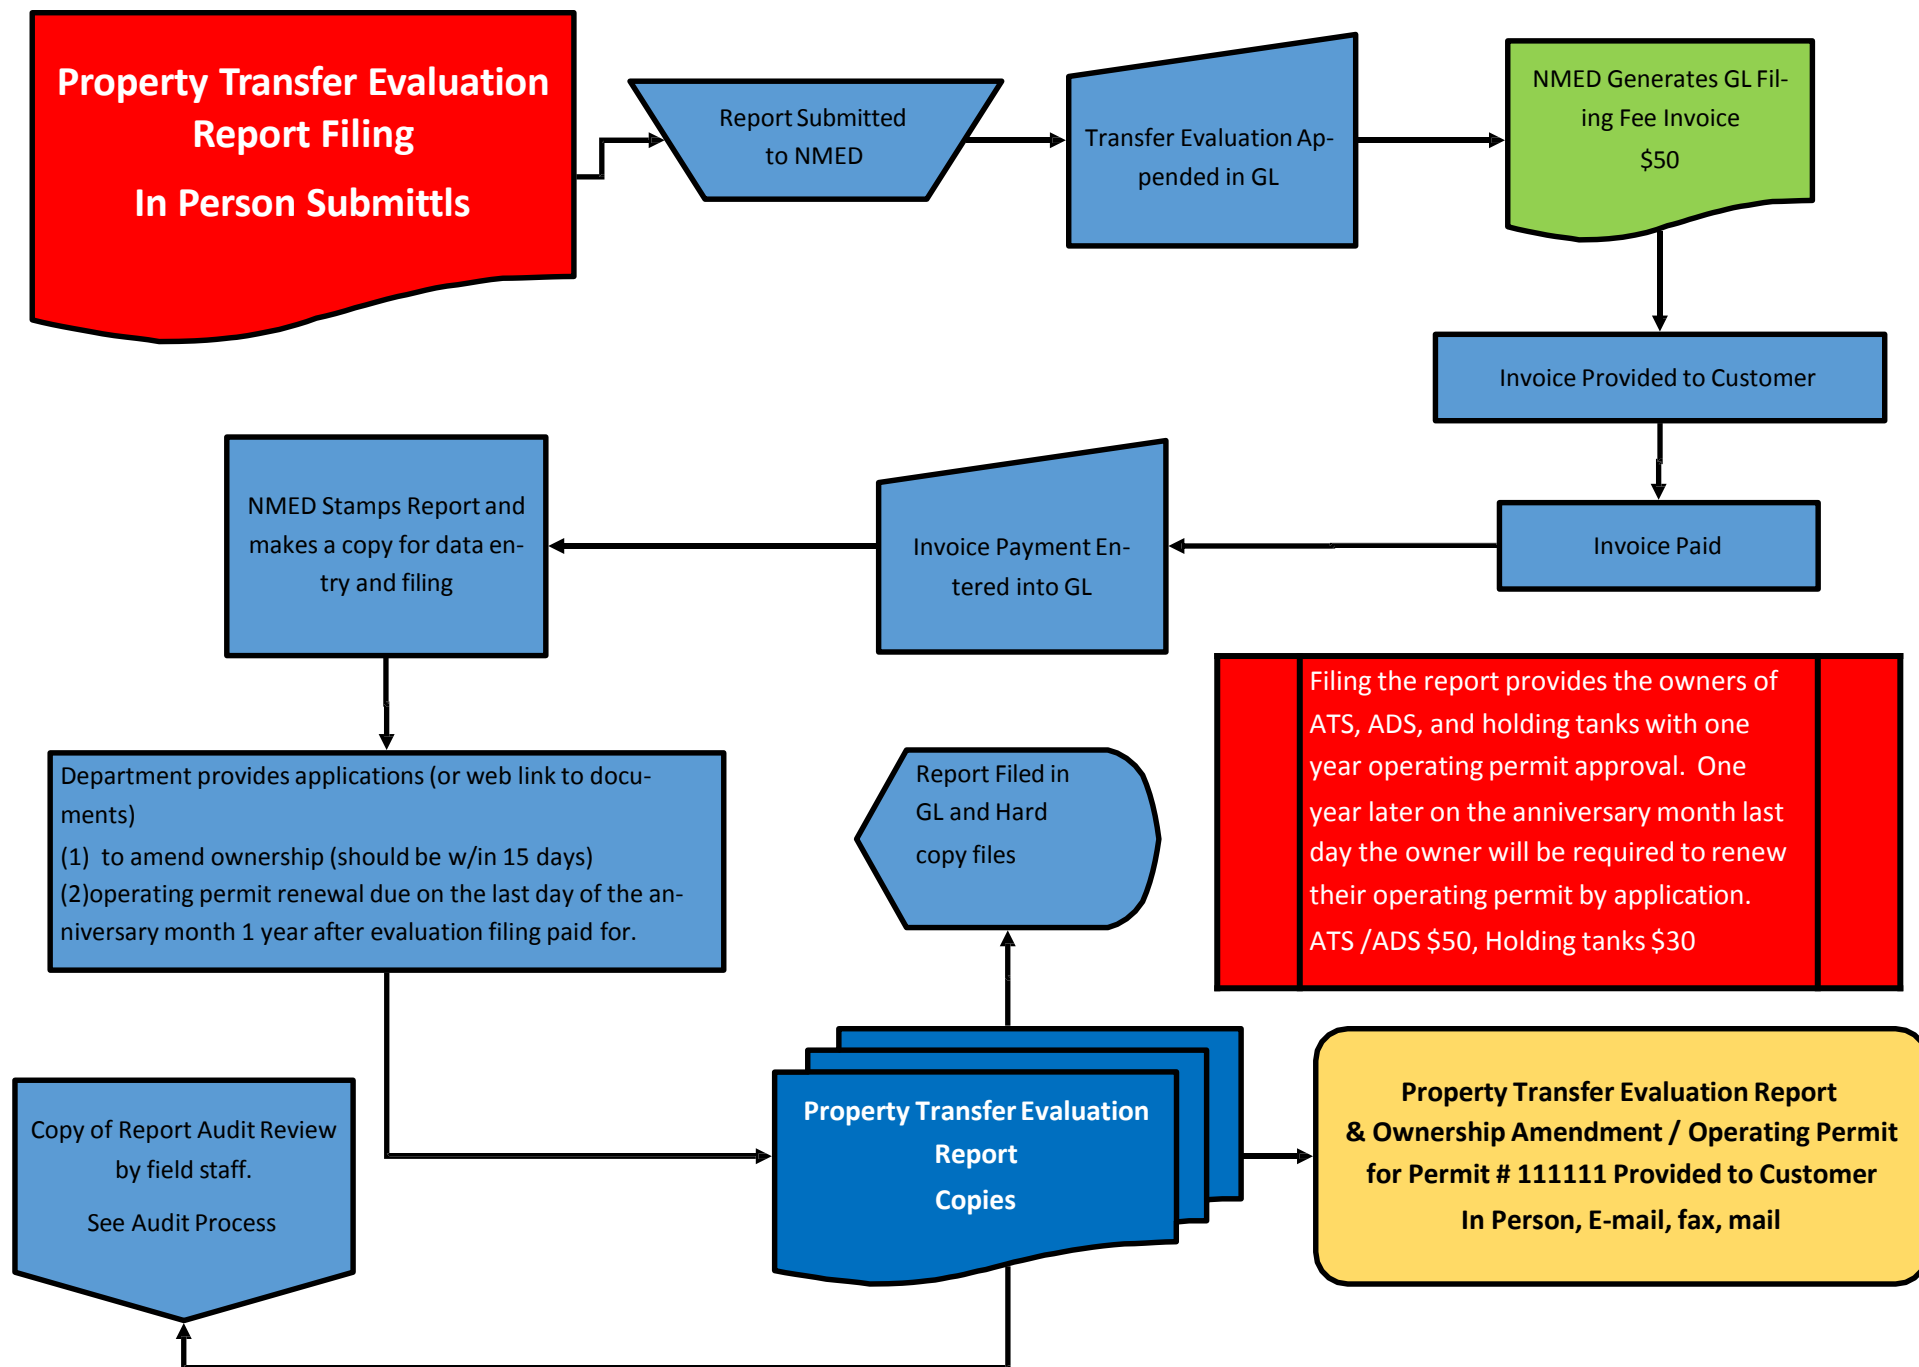 Property Transfer Evaluation
Report Filing
In Person Submittls
Report Submitted
to NMED
Transfer Evaluation Ap-
pended in GL
NMED Generates GL Fil-
ing Fee Invoice
$50
Invoice Provided to Customer
Invoice Paid
Invoice Payment En-
tered into GL
NMED Stamps Report and
makes a copy for data en-
try and filing
Department provides applications (or web link to docu-
ments)
(1) to amend ownership (should be w/in 15 days)
(2)operating permit renewal due on the last day of the an-
niversary month 1 year after evaluation filing paid for.
Report Filed in
GL and Hard
copy files
Filing the report provides the owners of
ATS, ADS, and holding tanks with one
year operating permit approval. One
year later on the anniversary month last
day the owner will be required to renew
their operating permit by application.
ATS /ADS $50, Holding tanks $30
Copy of Report Audit Review
by field staff.
See Audit Process
Property Transfer Evaluation
Report
Copies
Property Transfer Evaluation Report
& Ownership Amendment / Operating Permit
for Permit # 111111 Provided to Customer
In Person, E-mail, fax, mail